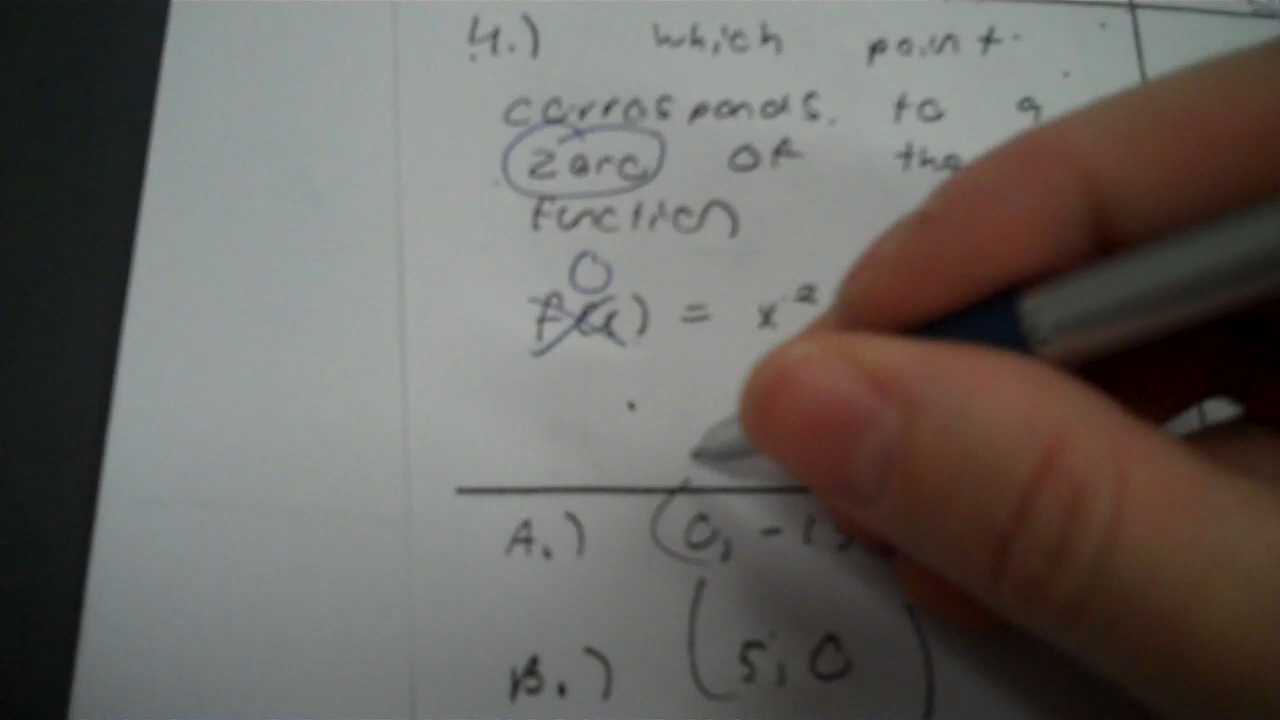 4.) which point
corresponds. to a
zero of the
function
0
f(x) = x²
A.) (0, -1
B.) (5, 0)